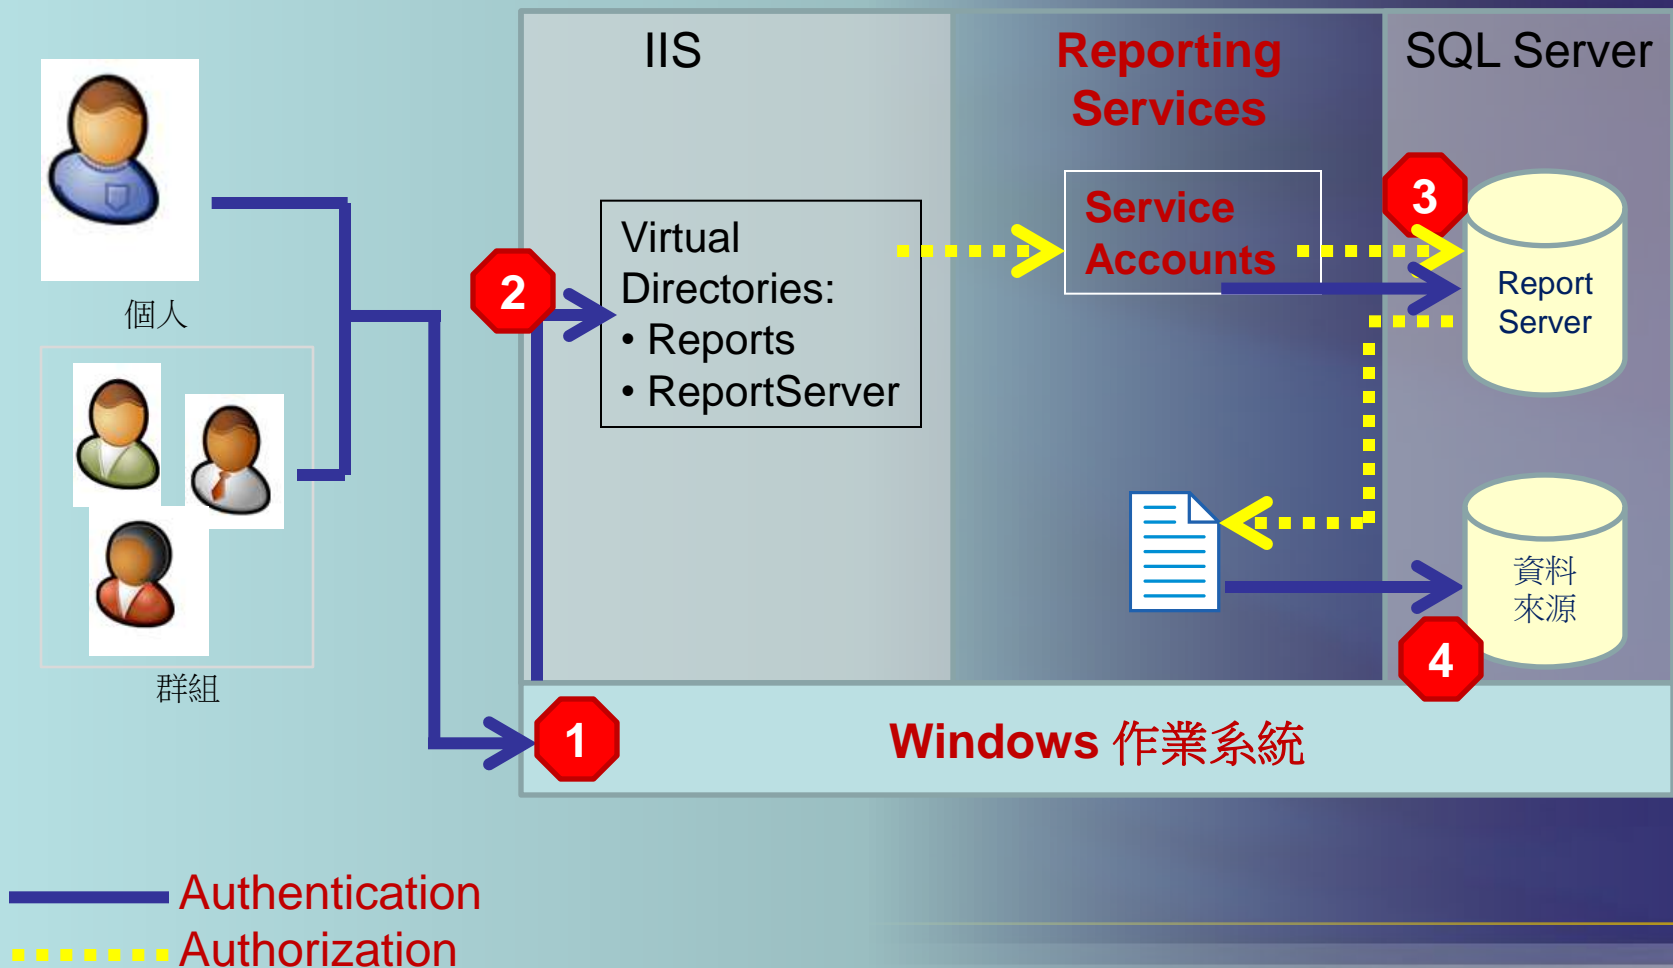 IIS
Reporting
Services
SQL Server
個人
群組
2
Virtual
Directories:
• Reports
• ReportServer
Service
Accounts
3
Report
Server
資料
來源
4
1
Windows 作業系統
Authentication
Authorization